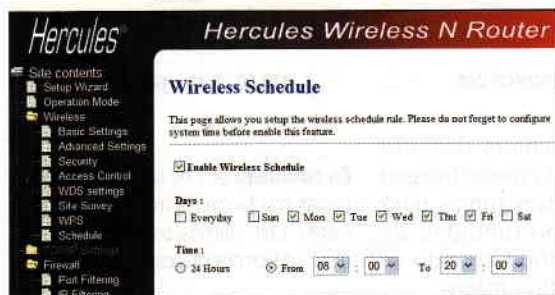 Hercules®
Hercules Wireless N Router
Site contents
Setup Wizard
Operation Mode
Wireless
Basic Settings
Advanced Settings
Security
Access Control
WDS settings
Site Survey
WPS
Schedule
Firewall
Port Filtering
IP Filtering
Wireless Schedule
This page allows you setup the wireless schedule rule. Please do not forget to configure
system time before enable this feature.
Enable Wireless Schedule
Days :
Everyday Sun Mon Tue Wed Thu Fri Sat
Time :
24 Hours From 08 : 00 To 20 : 00